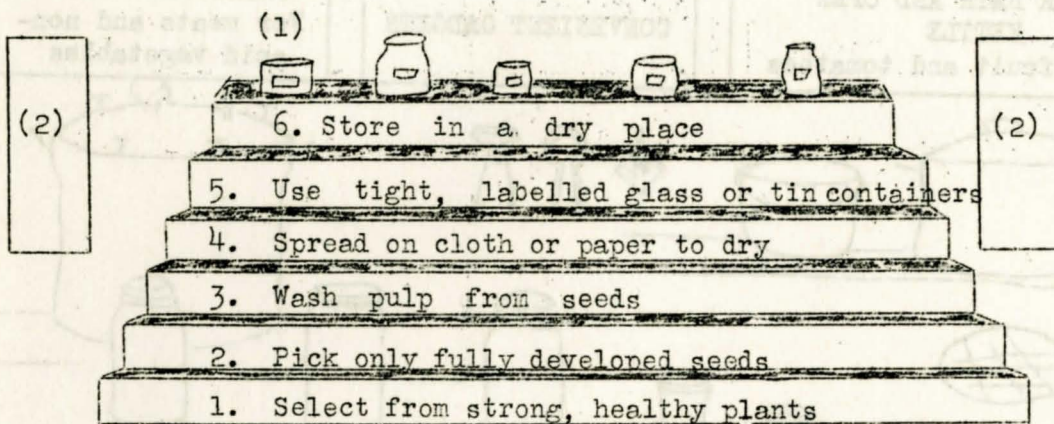 (1)
(2)
(2)
6. Store in a dry place
5. Use tight, labelled glass or tin containers
4. Spread on cloth or paper to dry
3. Wash pulp from seeds
2. Pick only fully developed seeds
1. Select from strong, healthy plants